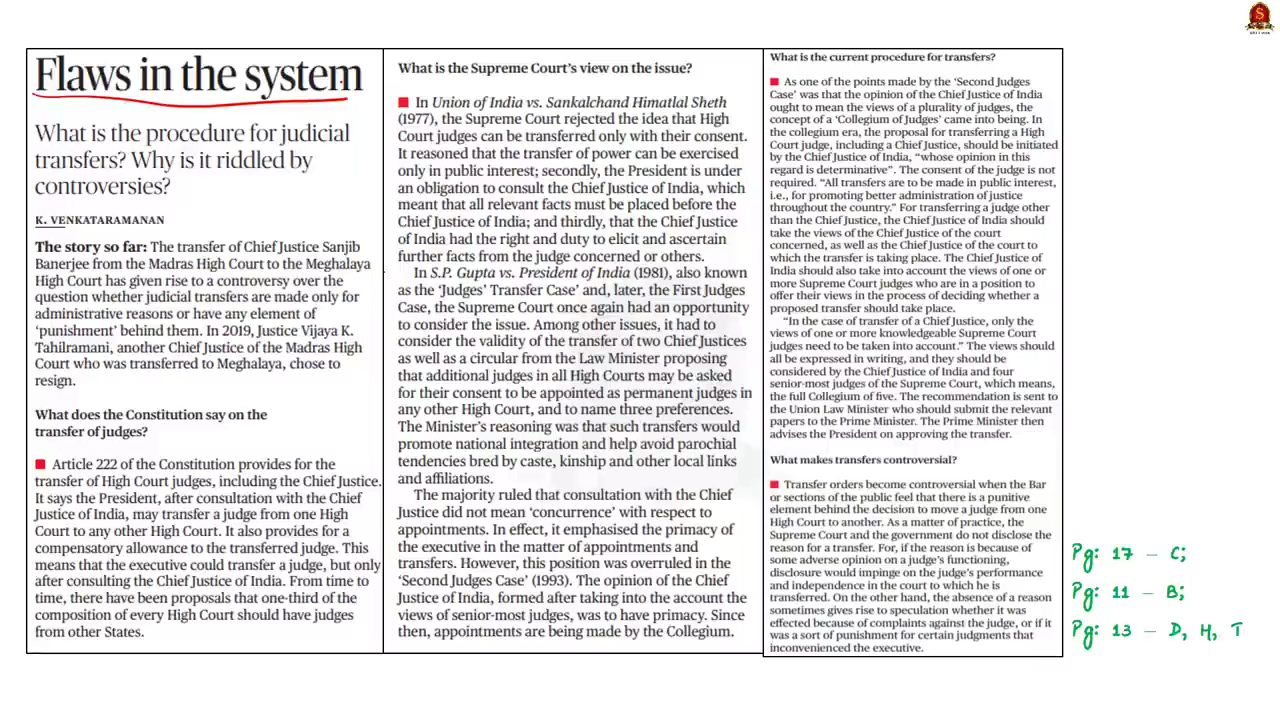 Flaws in the system
What is the procedure for judicial
transfers? Why is it riddled by
controversies?
K. VENKATARAMANAN
The story so far: The transfer of Chief Justice Sanjib
Banerjee from the Madras High Court to the Meghalaya
High Court has given rise to a controversy over the
question whether judicial transfers are made only for
administrative reasons or have any element of
‘punishment’ behind them. In 2019, Justice Vijaya K.
Tahilramani, another Chief Justice of the Madras High
Court who was transferred to Meghalaya, chose to
resign.
What does the Constitution say on the
transfer of judges?
■ Article 222 of the Constitution provides for the
transfer of High Court judges, including the Chief Justice.
It says the President, after consultation with the Chief
Justice of India, may transfer a judge from one High
Court to any other High Court. It also provides for a
compensatory allowance to the transferred judge. This
means that the executive could transfer a judge, but only
after consulting the Chief Justice of India. From time to
time, there have been proposals that one-third of the
composition of every High Court should have judges
from other States.
What is the Supreme Court’s view on the issue?
■ In Union of India vs. Sankalchand Himatlal Sheth
(1977), the Supreme Court rejected the idea that High
Court judges can be transferred only with their consent.
It reasoned that the transfer of power can be exercised
only in public interest; secondly, the President is under
an obligation to consult the Chief Justice of India, which
meant that all relevant facts must be placed before the
Chief Justice of India; and thirdly, that the Chief Justice
of India had the right and duty to elicit and ascertain
further facts from the judge concerned or others.
In S.P. Gupta vs. President of India (1981), also known
as the ‘Judges’ Transfer Case’ and, later, the First Judges
Case, the Supreme Court once again had an opportunity
to consider the issue. Among other issues, it had to
consider the validity of the transfer of two Chief Justices
as well as a circular from the Law Minister proposing
that additional judges in all High Courts may be asked
for their consent to be appointed as permanent judges in
any other High Court, and to name three preferences.
The Minister’s reasoning was that such transfers would
promote national integration and help avoid parochial
tendencies bred by caste, kinship and other local links
and affiliations.
The majority ruled that consultation with the Chief
Justice did not mean ‘concurrence’ with respect to
appointments. In effect, it emphasised the primacy of
the executive in the matter of appointments and
transfers. However, this position was overruled in the
‘Second Judges Case’ (1993). The opinion of the Chief
Justice of India, formed after taking into the account the
views of senior-most judges, was to have primacy. Since
then, appointments are being made by the Collegium.
What is the current procedure for transfers?
■ As one of the points made by the ‘Second Judges
Case’ was that the opinion of the Chief Justice of India
ought to mean the views of a plurality of judges, the
concept of a ‘Collegium of Judges’ came into being. In
the collegium era, the proposal for transferring a High
Court judge, including a Chief Justice, should be initiated
by the Chief Justice of India, “whose opinion in this
regard is determinative”. The consent of the judge is not
required. “All transfers are to be made in public interest,
i.e., for promoting better administration of justice
throughout the country.” For transferring a judge other
than the Chief Justice, the Chief Justice of India should
take the views of the Chief Justice of the court
concerned, as well as the Chief Justice of the court to
which the transfer is taking place. The Chief Justice of
India should also take into account the views of one or
more Supreme Court judges who are in a position to
offer their views in the process of deciding whether a
proposed transfer should take place.
“In the case of transfer of a Chief Justice, only the
views of one or more knowledgeable Supreme Court
judges need to be taken into account.” The views should
all be expressed in writing, and they should be
considered by the Chief Justice of India and four
senior-most judges of the Supreme Court, which means,
the full Collegium of five. The recommendation is sent to
the Union Law Minister who should submit the relevant
papers to the Prime Minister. The Prime Minister then
advises the President on approving the transfer.
What makes transfers controversial?
■ Transfer orders become controversial when the Bar
or sections of the public feel that there is a punitive
element behind the decision to move a judge from one
High Court to another. As a matter of practice, the
Supreme Court and the government do not disclose the
reason for a transfer. For, if the reason is because of
some adverse opinion on a judge’s functioning,
disclosure would impinge on the judge’s performance
and independence in the court to which he is
transferred. On the other hand, the absence of a reason
sometimes gives rise to speculation whether it was
effected because of complaints against the judge, or if it
was a sort of punishment for certain judgments that
inconvenienced the executive.
Pg: 17 – C;
Pg: 11 – B;
Pg: 13 – D, H, T